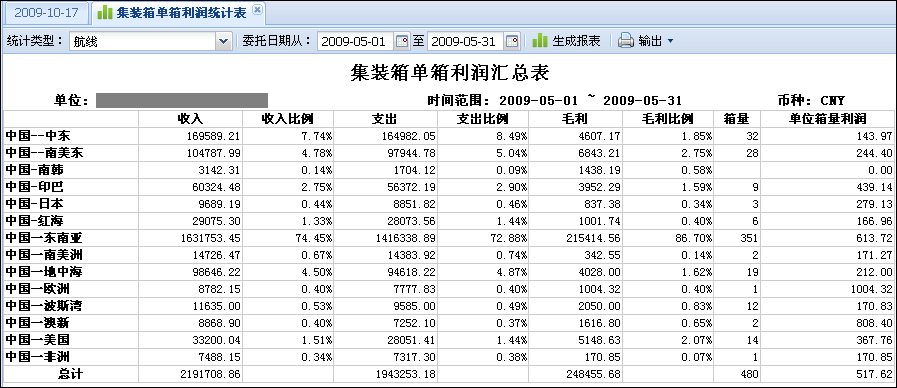 2009-10-17 集装箱单箱利润统计表
统计类型： 航线 委托日期从： 2009-05-01 至 2009-05-31 生成报表 输出
集装箱单箱利润汇总表
单位： 时间范围: 2009-05-01 ~ 2009-05-31 币种: CNY
收入 收入比例 支出 支出比例 毛利 毛利比例 箱量 单位箱量利润
中国--中东 169589.21 7.74% 164982.05 8.49% 4607.17 1.85% 32 143.97
中国--南美东 104787.99 4.78% 97944.78 5.04% 6843.21 2.75% 28 244.40
中国-南韩 3142.31 0.14% 1704.12 0.09% 1438.19 0.58% 0.00
中国-印巴 60324.48 2.75% 56372.19 2.90% 3952.29 1.59% 9 439.14
中国-日本 9689.19 0.44% 8851.82 0.46% 837.38 0.34% 3 279.13
中国-红海 29075.30 1.33% 28073.56 1.44% 1001.74 0.40% 6 166.96
中国—东南亚 1631753.45 74.45% 1416338.89 72.88% 215414.56 86.70% 351 613.72
中国—南美洲 14726.47 0.67% 14383.92 0.74% 342.55 0.14% 2 171.27
中国—地中海 98646.22 4.50% 94618.22 4.87% 4028.00 1.62% 19 212.00
中国—欧洲 8782.15 0.40% 7777.83 0.40% 1004.32 0.40% 1 1004.32
中国—波斯湾 11635.00 0.53% 9585.00 0.49% 2050.00 0.83% 12 170.83
中国—澳新 8868.90 0.40% 7252.10 0.37% 1616.80 0.65% 2 808.40
中国—美国 33200.04 1.51% 28051.41 1.44% 5148.63 2.07% 14 367.76
中国—非洲 7488.15 0.34% 7317.30 0.38% 170.85 0.07% 1 170.85
总计 2191708.86 1943253.18 248455.68 480 517.62